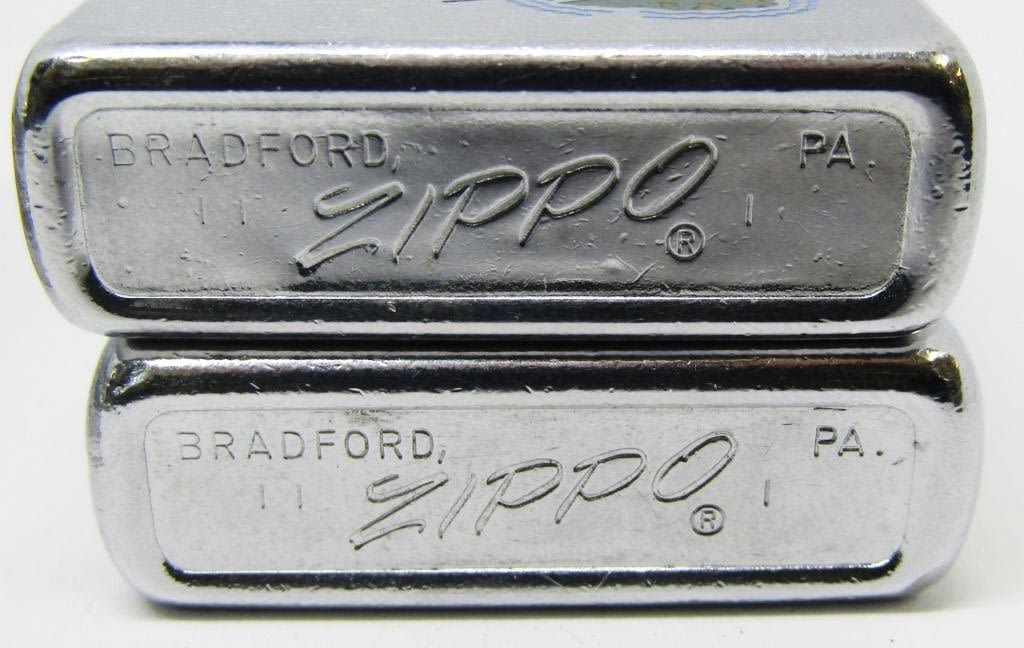 BRADFORD, PA.
ZIPPO ®
| | |
BRADFORD, PA.
ZIPPO ®
| | |